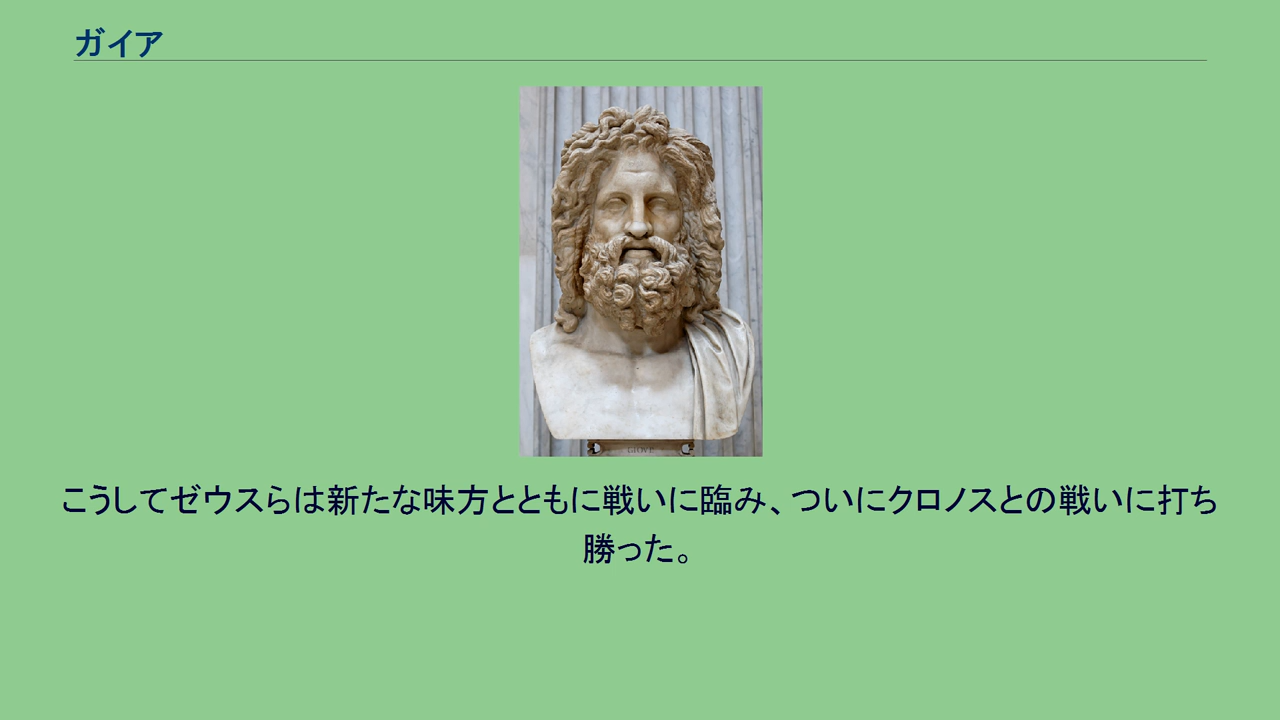 ガイア
こうしてゼウスらは新たな味方とともに戦いに臨み、ついにクロノスとの戦いに打ち
勝った。